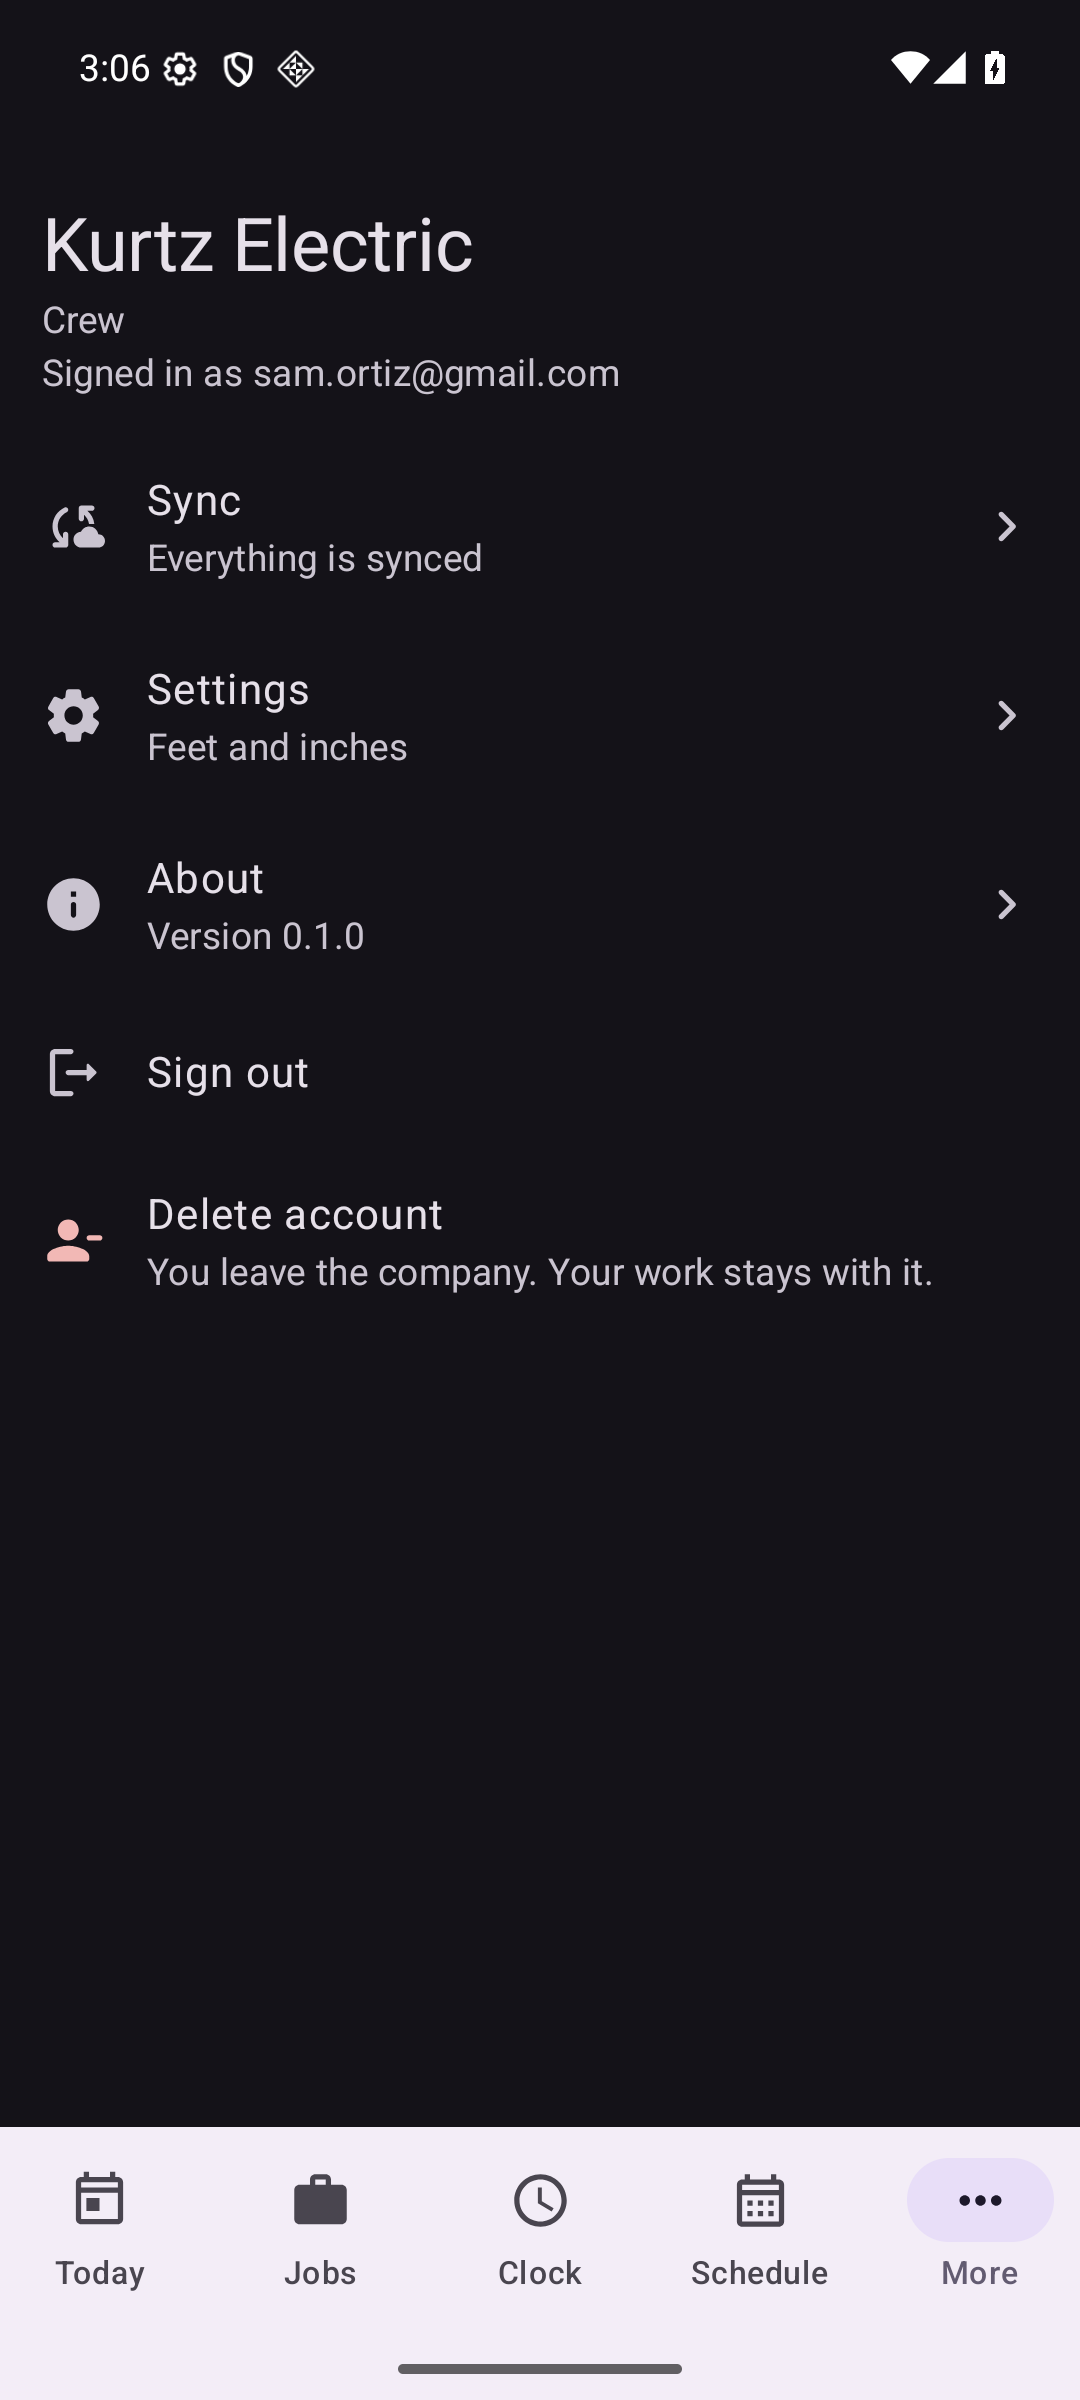 3:06
Kurtz Electric
Crew
Signed in as sam.ortiz@gmail.com
Sync
Everything is synced
Settings
Feet and inches
About
Version 0.1.0
Sign out
Delete account
You leave the company. Your work stays with it.
Today
Jobs
Clock
Schedule
More